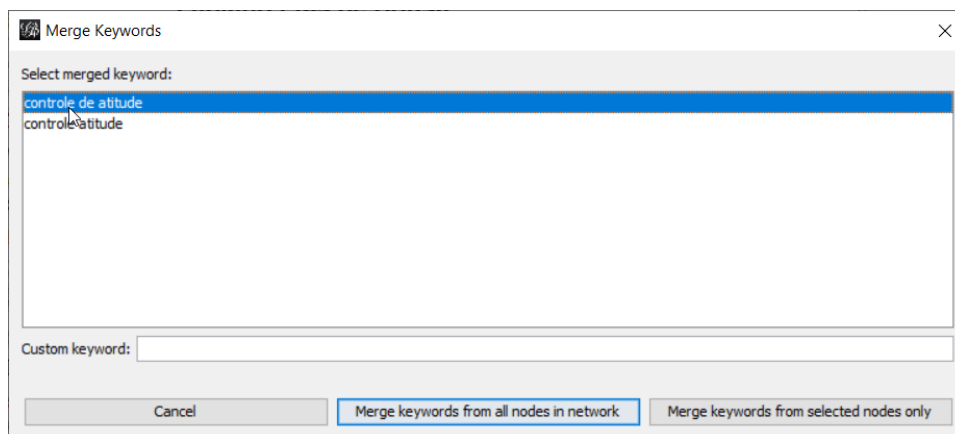 Merge Keywords
Select merged keyword:
controle de atitude
controle atitude
Custom keyword:
Cancel Merge keywords from all nodes in network Merge keywords from selected nodes only